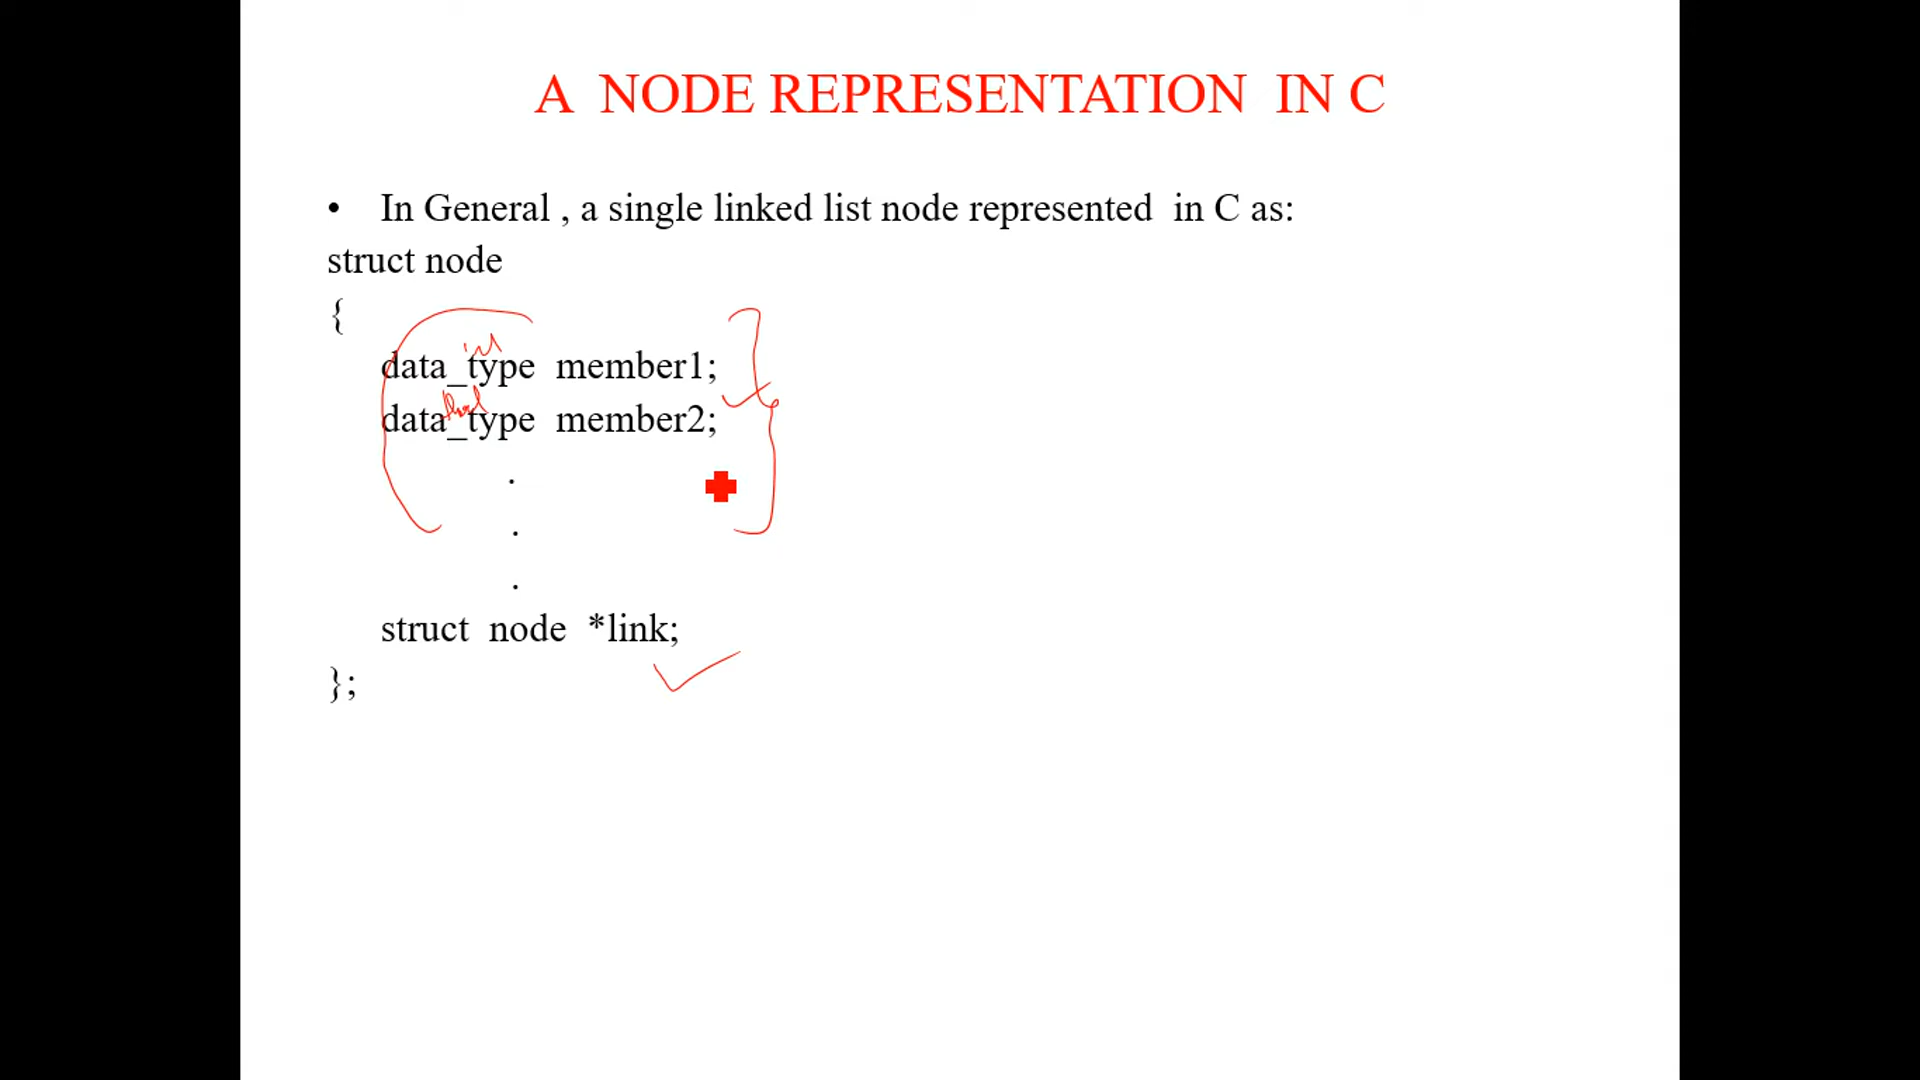 A NODE REPRESENTATION IN C
• In General , a single linked list node represented in C as:
struct node
{
int
data_type member1;
data_type member2;
.
.
.
struct node *link;
};